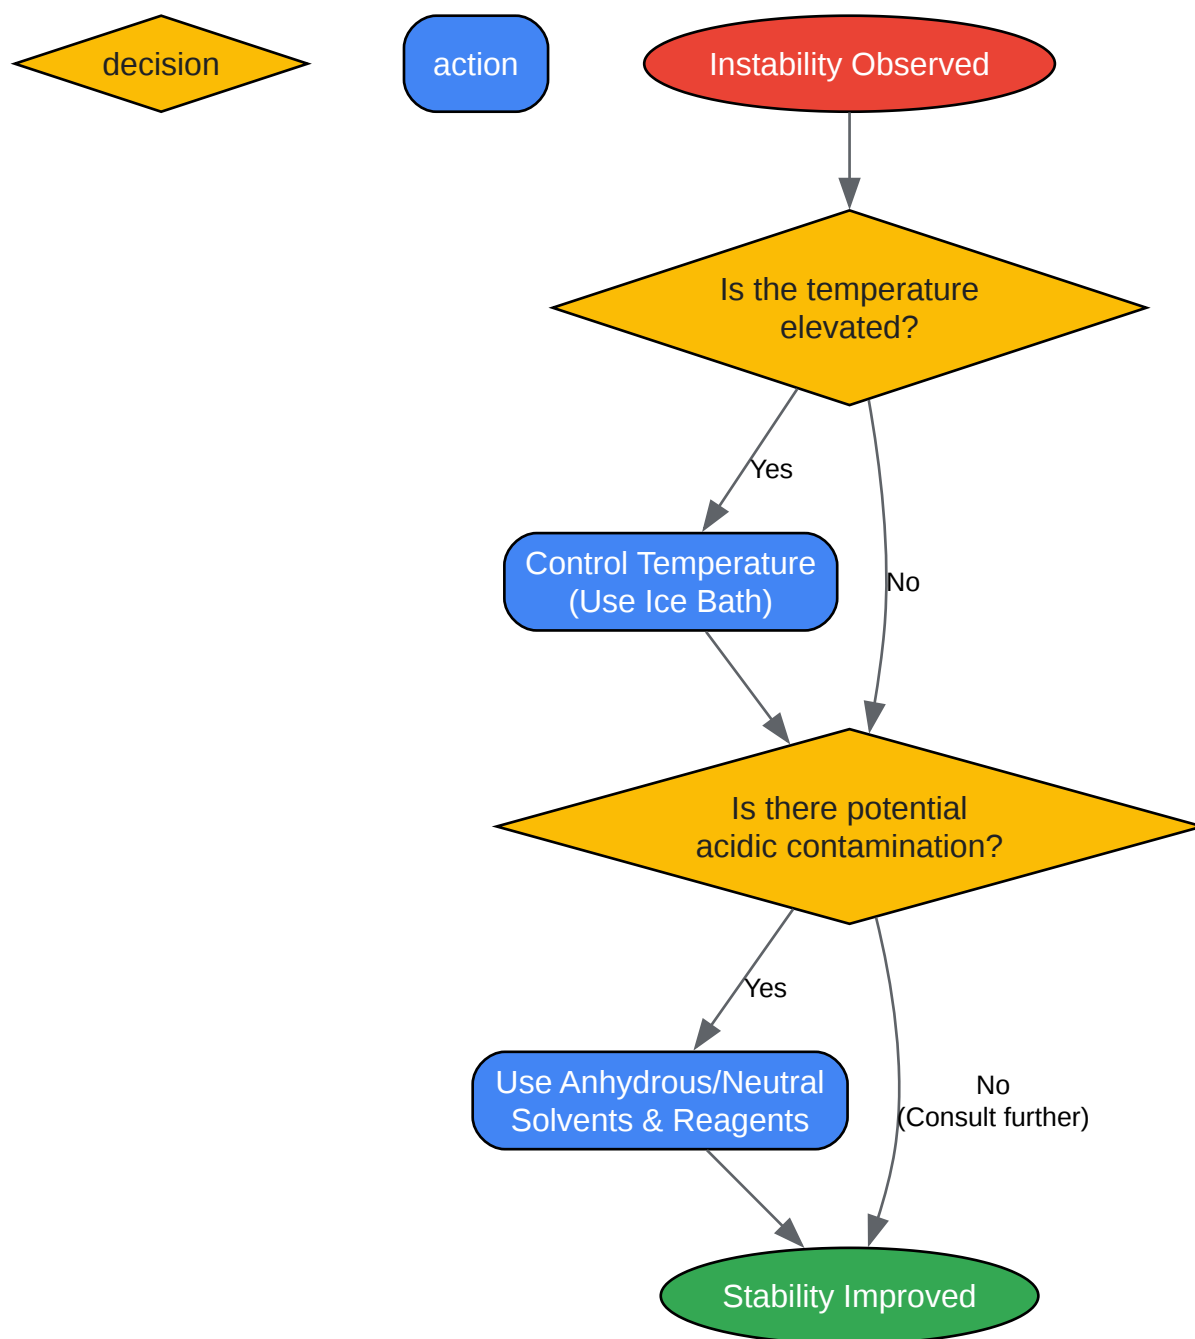 decision
action
Instability Observed
Is the temperature
elevated?
Yes
Control Temperature
(Use Ice Bath)
No
Is there potential
acidic contamination?
Yes
Use Anhydrous/Neutral
Solvents & Reagents
No
(Consult further)
Stability Improved